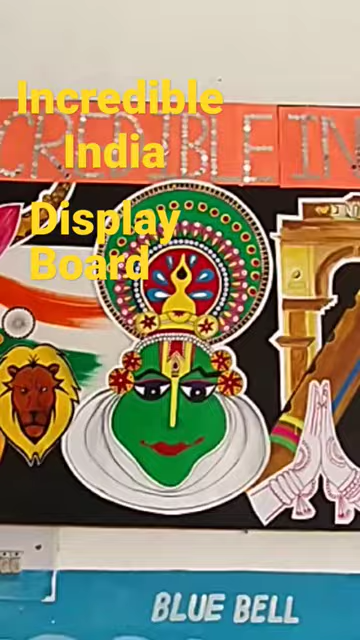 Incredible
India
CREDIBLE IN
Display
Board
BLUE BELL